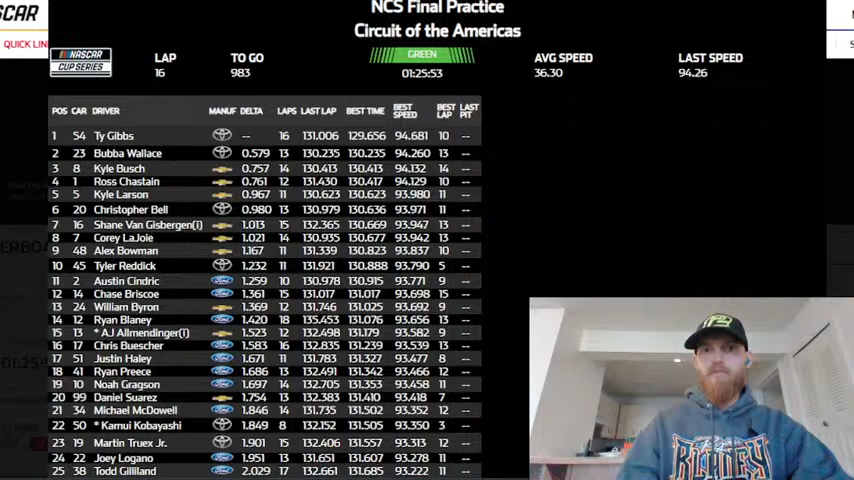 SCAR
NCS Final Practice
Circuit of the Americas
QUICK LIN
NASCAR
CUP SERIES
LAP
16
TO GO
983
GREEN
01:25:53
AVG SPEED
36.30
LAST SPEED
94.26
POS CAR DRIVER MANUF DELTA LAPS LAST LAP BEST TIME BEST SPEED BEST LAP LAST PIT
1 54 Ty Gibbs -- 16 131.006 129.656 94.681 10
2 23 Bubba Wallace 0.579 13 130.235 130.235 94.260 13
3 8 Kyle Busch 0.757 14 130.413 130.413 94.132 14
4 1 Ross Chastain 0.761 12 131.430 130.417 94.129 10
5 5 Kyle Larson 0.967 11 130.623 130.623 93.980 11
6 20 Christopher Bell 0.980 13 130.979 130.636 93.971 11
7 16 Shane Van Gisbergen(i) 1.013 15 132.365 130.669 93.947 13
8 7 Corey LaJoie 1.021 14 130.935 130.677 93.942 13
9 48 Alex Bowman 1.167 11 131.339 130.823 93.837 10
10 45 Tyler Reddick 1.232 11 131.921 130.888 93.790 5
11 2 Austin Cindric 1.259 10 130.978 130.915 93.771 9
12 14 Chase Briscoe 1.361 15 131.017 131.017 93.698 15
13 24 William Byron 1.369 12 131.746 131.025 93.692 9
14 12 Ryan Blaney 1.420 18 135.453 131.076 93.656 13
15 13 * AJ Allmendinger(i) 1.523 12 132.498 131.179 93.582 9
16 17 Chris Buescher 1.583 16 132.835 131.239 93.539 13
17 51 Justin Haley 1.671 11 131.783 131.327 93.477 8
18 41 Ryan Preece 1.686 13 132.491 131.342 93.466 12
19 10 Noah Gragson 1.697 14 132.705 131.353 93.458 11
20 99 Daniel Suarez 1.754 13 132.383 131.410 93.418 7
21 34 Michael McDowell 1.846 14 131.735 131.502 93.352 12
22 50 * Kamui Kobayashi 1.849 8 132.152 131.505 93.350 3
23 19 Martin Truex Jr. 1.901 15 132.406 131.557 93.313 12
24 22 Joey Logano 1.951 13 131.651 131.607 93.278 11
25 38 Todd Gilliland 2.029 17 132.661 131.685 93.222 11
BLANEY